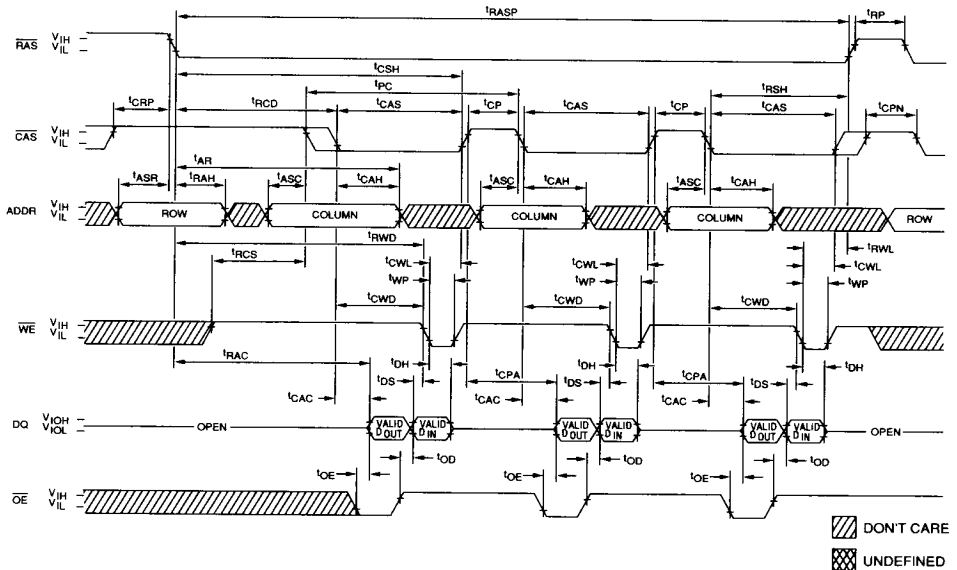 tRASP
tRP
RAS VIH VIL
tCSH
tPC
tRSH
tCRP tRCD tCAS tCP tCAS tCP tCAS tCPN
CAS VIH VIL
tAR
tASR tRAH tASC tCAH tASC tCAH tASC tCAH
ADDR VIH VIL ROW COLUMN COLUMN COLUMN ROW
tRWD tRWL
tRCS tCWL tCWL tCWL
tWP tWP tWP
tCWD tCWD tCWD
WE VIH VIL
tRAC tDH tCPA tDH tCPA tDH
tDS tDS tDS
tCAC tCAC tCAC
DQ VIOH VIOL OPEN VALID DOUT VALID DIN VALID DOUT VALID DIN VALID DOUT VALID DIN OPEN
tOE tOD tOE tOD tOE tOD
OE VIH VIL
DON'T CARE
UNDEFINED